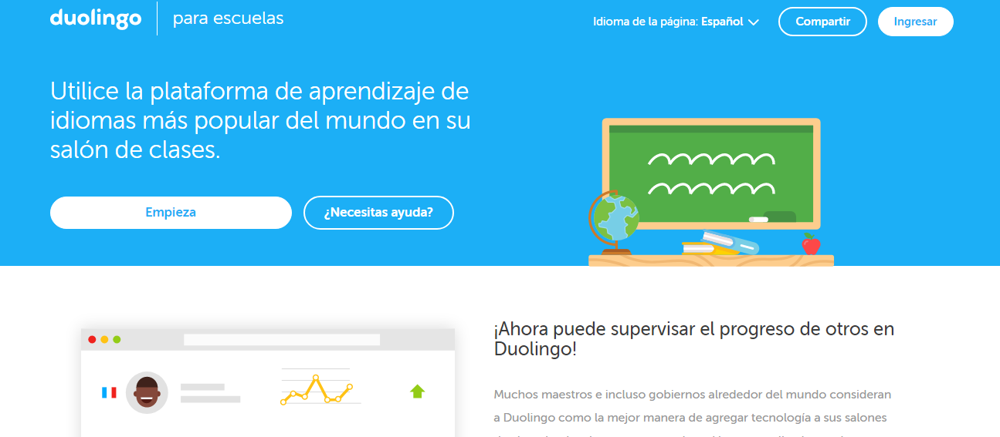 duolingo para escuelas
Idioma de la página: Español
Compartir
Ingresar
Utilice la plataforma de aprendizaje de
idiomas más popular del mundo en su
salón de clases.
Empieza
¿Necesitas ayuda?
¡Ahora puede supervisar el progreso de otros en
Duolingo!
Muchos maestros e incluso gobiernos alrededor del mundo consideran
a Duolingo como la mejor manera de agregar tecnología a sus salones